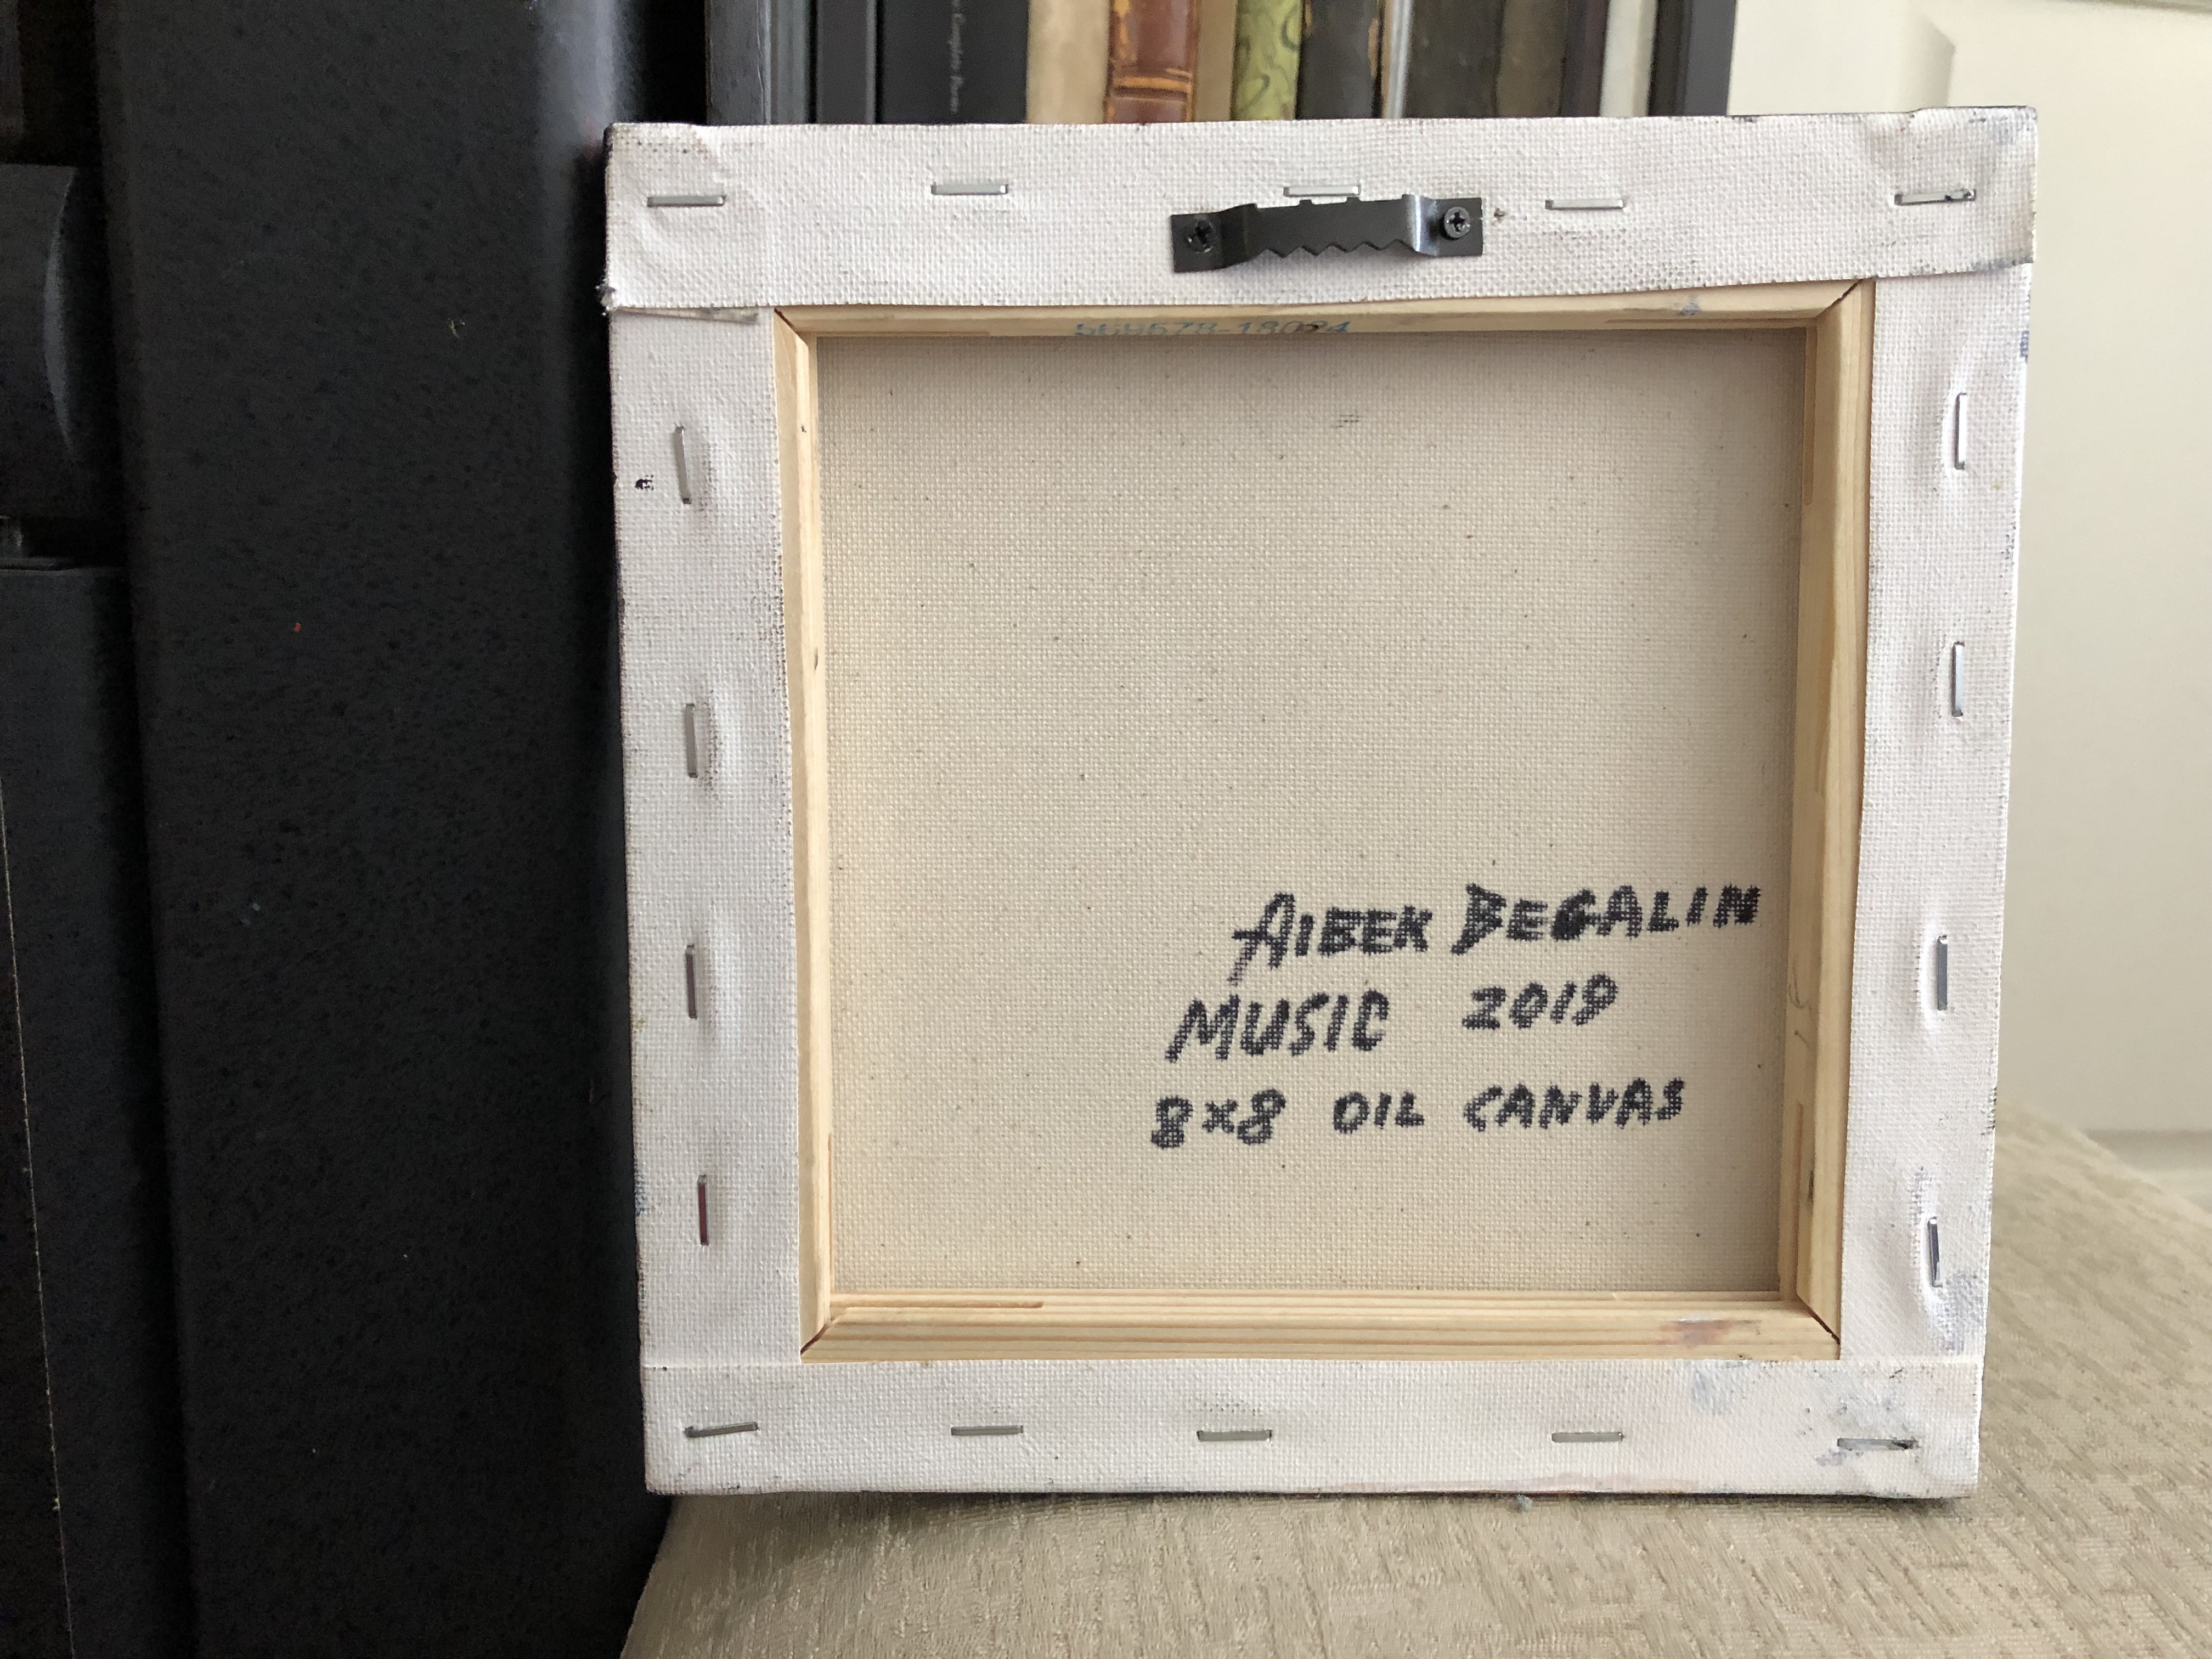 AIBEK BEGALIN
MUSIC 2019
8x8 OIL CANVAS